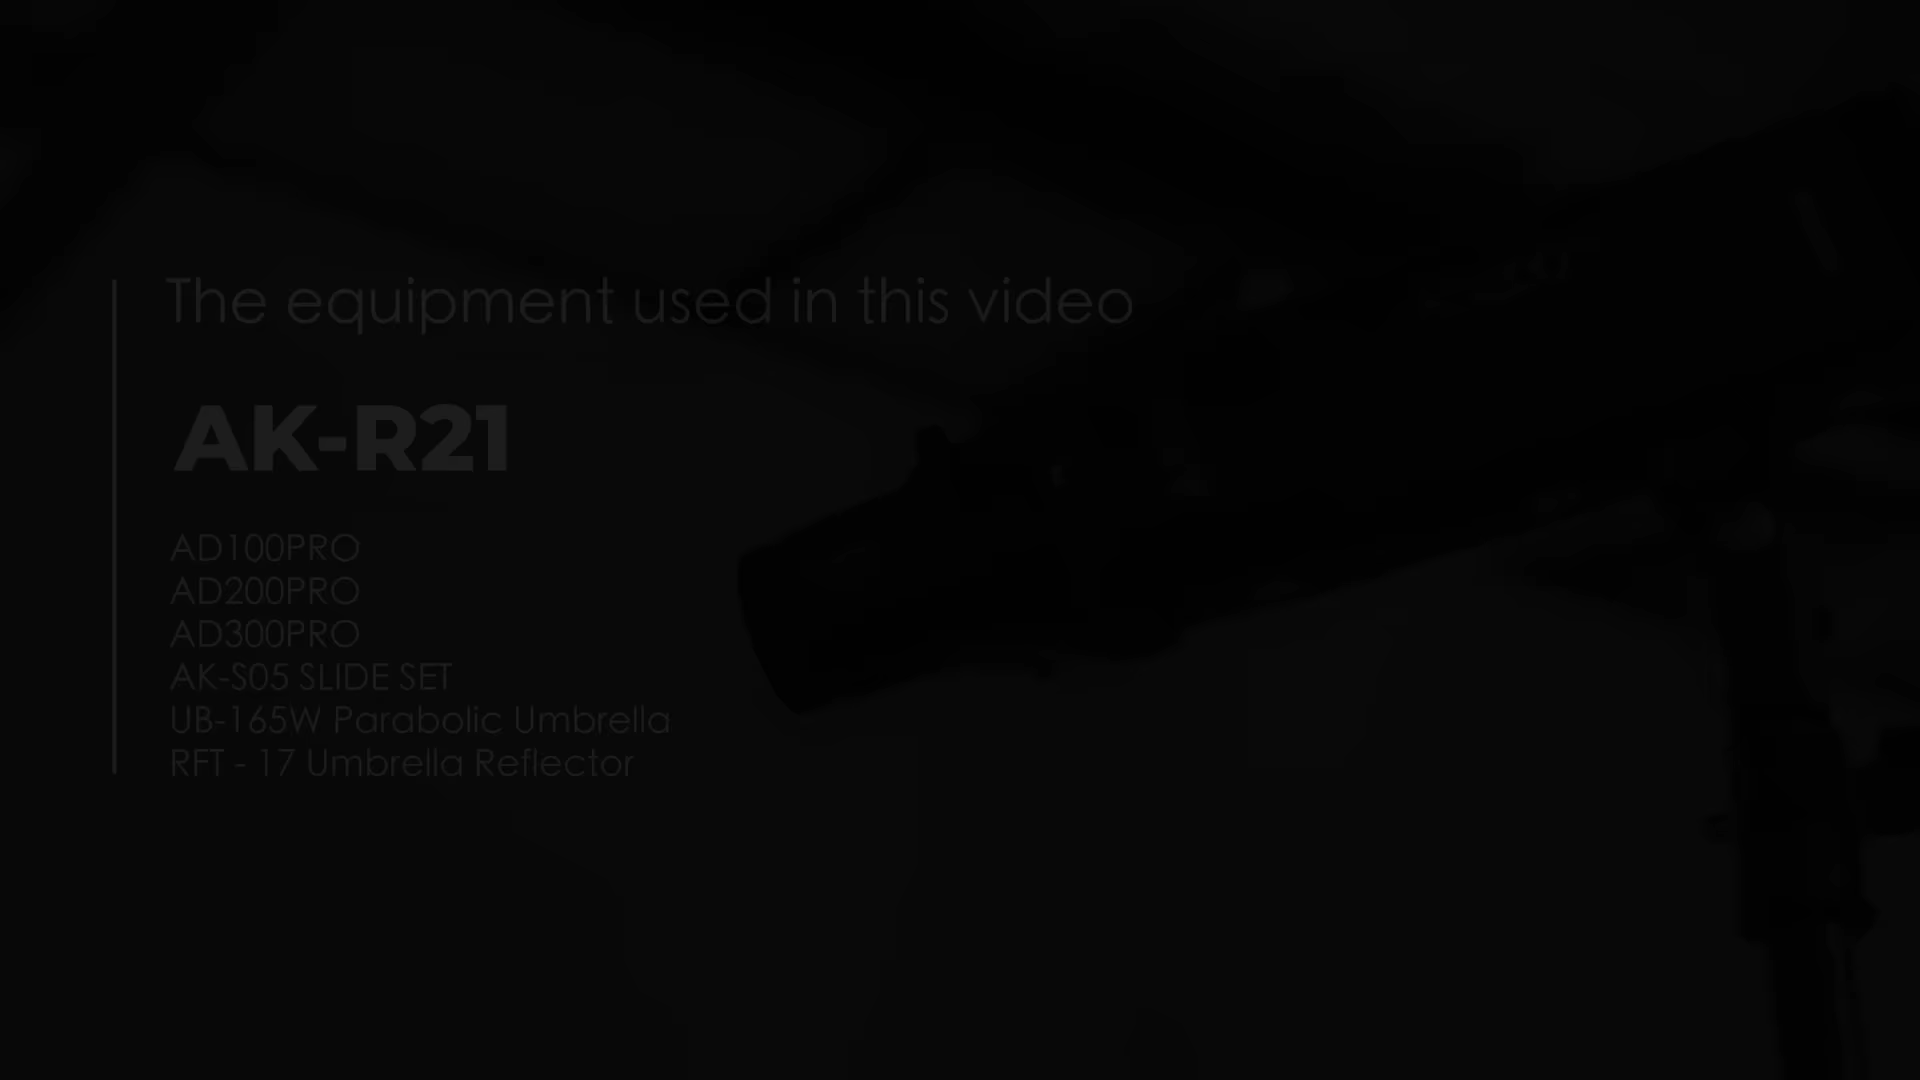 The equipment used in this video
AK-R21
AD100PRO
AD200PRO
AD300PRO
AK-S05 SLIDE SET
UB-165W Parabolic Umbrella
RFT - 17 Umbrella Reflector